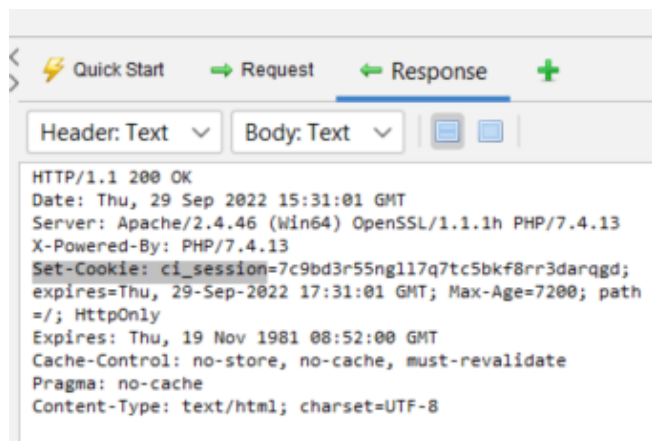 Quick Start Request Response
Header: Text Body: Text
HTTP/1.1 200 OK
Date: Thu, 29 Sep 2022 15:31:01 GMT
Server: Apache/2.4.46 (Win64) OpenSSL/1.1.1h PHP/7.4.13
X-Powered-By: PHP/7.4.13
Set-Cookie: ci_session=7c9bd3r55ngll7q7tc5bkf8rr3darqgd;
expires=Thu, 29-Sep-2022 17:31:01 GMT; Max-Age=7200; path
=/; HttpOnly
Expires: Thu, 19 Nov 1981 08:52:00 GMT
Cache-Control: no-store, no-cache, must-revalidate
Pragma: no-cache
Content-Type: text/html; charset=UTF-8